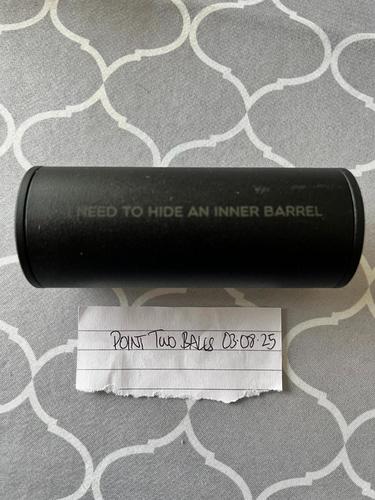 I NEED TO HIDE AN INNER BARREL
POINT TWO BALLS 03·08·25